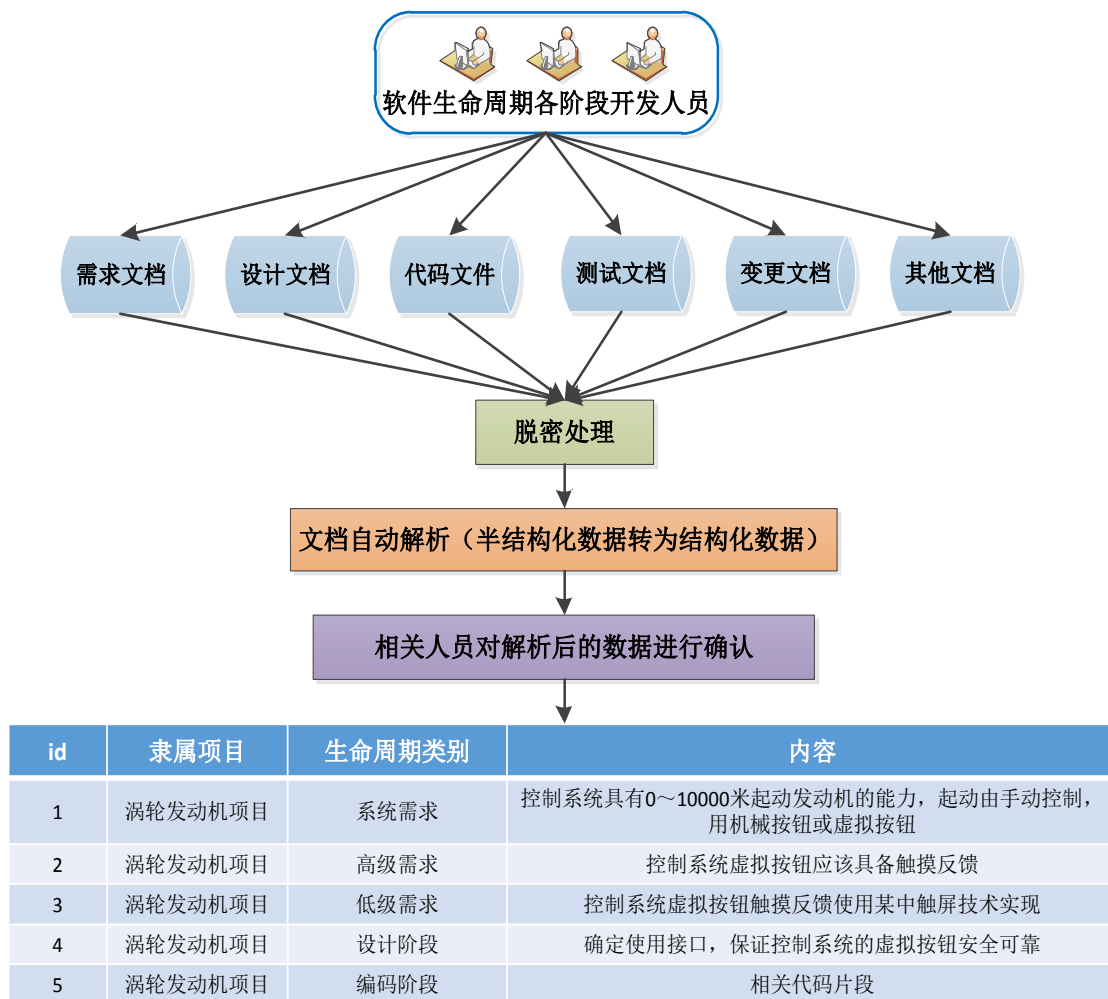 软件生命周期各阶段开发人员
需求文档 设计文档 代码文件 测试文档 变更文档 其他文档
脱密处理
文档自动解析（半结构化数据转为结构化数据）
相关人员对解析后的数据进行确认
id 隶属项目 生命周期类别 内容
1 涡轮发动机项目 系统需求 控制系统具有0～10000米起动发动机的能力，起动由手动控制，
用机械按钮或虚拟按钮
2 涡轮发动机项目 高级需求 控制系统虚拟按钮应该具备触摸反馈
3 涡轮发动机项目 低级需求 控制系统虚拟按钮触摸反馈使用某中触屏技术实现
4 涡轮发动机项目 设计阶段 确定使用接口，保证控制系统的虚拟按钮安全可靠
5 涡轮发动机项目 编码阶段 相关代码片段